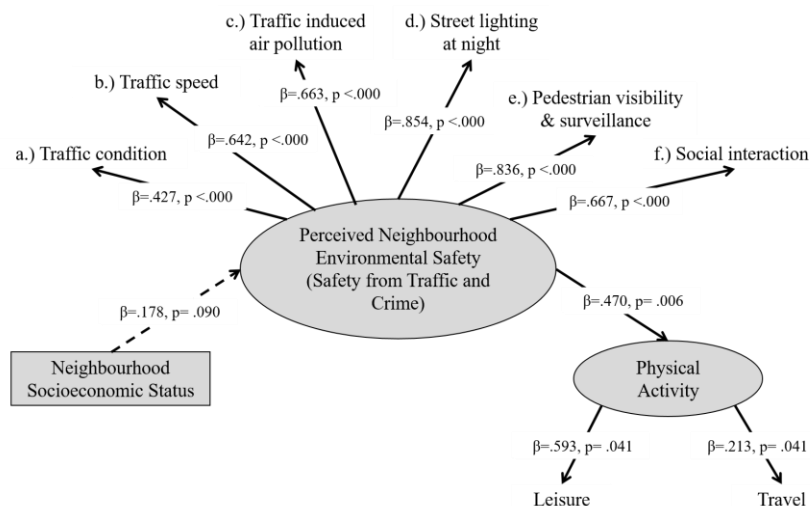 c.) Traffic induced
air pollution
d.) Street lighting
at night
b.) Traffic speed
e.) Pedestrian visibility
& surveillance
a.) Traffic condition
f.) Social interaction
β=.663, p <.000
β=.854, p <.000
β=.642, p <.000
β=.836, p <.000
β=.427, p <.000
β=.667, p <.000
Perceived Neighbourhood
Environmental Safety
(Safety from Traffic and
Crime)
β=.178, p= .090
β=.470, p= .006
Neighbourhood
Socioeconomic Status
Physical
Activity
β=.593, p= .041
β=.213, p= .041
Leisure
Travel